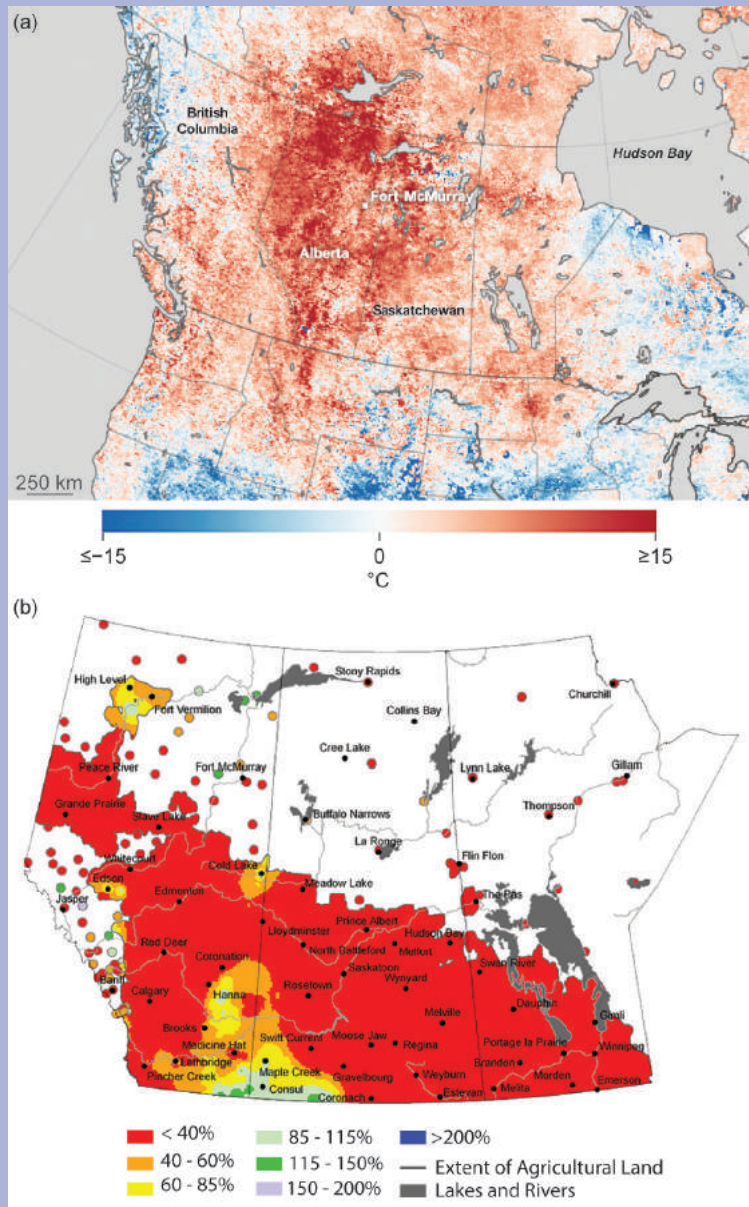 (a)
British
Columbia
Hudson Bay
Fort McMurray
Alberta
Saskatchewan
250 km
≤−15
0
≥15
°C
(b)
High Level
Fort Vermilion
Stony Rapids
Churchill
Collins Bay
Peace River
Fort McMurray
Cree Lake
Lynn Lake
Gillam
Grande Prairie
Slave Lake
Buffalo Narrows
Thompson
La Ronge
Whitecourt
Cold Lake
Flin Flon
Edson
Meadow Lake
The Pas
Jasper
Edmonton
Lloydminster
Prince Albert
Hudson Bay
Red Deer
North Battleford
Melfort
Coronation
Saskatoon
Swan River
Banff
Hanna
Rosetown
Wynyard
Calgary
Dauphin
Brooks
Melville
Gimli
Medicine Hat
Swift Current
Moose Jaw
Regina
Portage la Prairie
Winnipeg
Lethbridge
Brandon
Pincher Creek
Maple Creek
Gravelbourg
Weyburn
Morden
Consul
Coronach
Estevan
Melita
Emerson
< 40%
85 - 115%
>200%
40 - 60%
115 - 150%
Extent of Agricultural Land
60 - 85%
150 - 200%
Lakes and Rivers